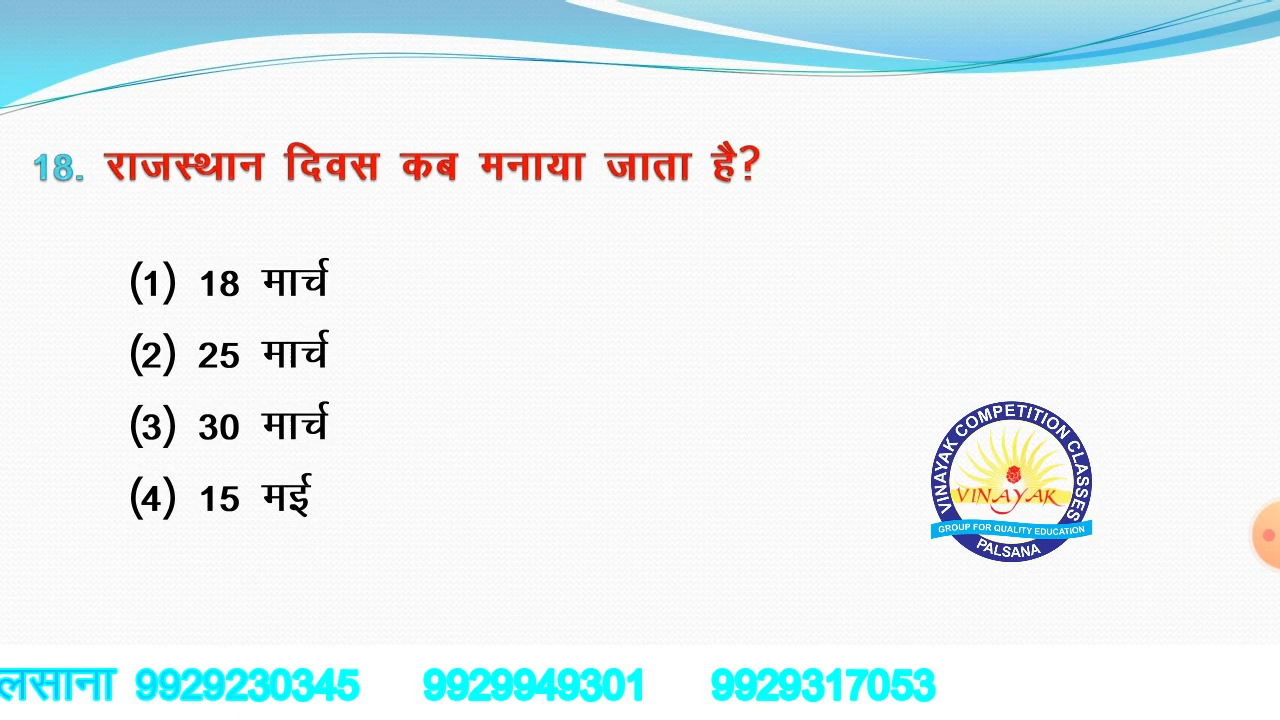 18. राजस्थान दिवस कब मनाया जाता है?
(1) 18 मार्च
(2) 25 मार्च
(3) 30 मार्च
(4) 15 मई
VINAYAK COMPETITION CLASSES
VINAYAK
GROUP FOR QUALITY EDUCATION
PALSANA
लसाना 9929230345 9929949301 9929317053